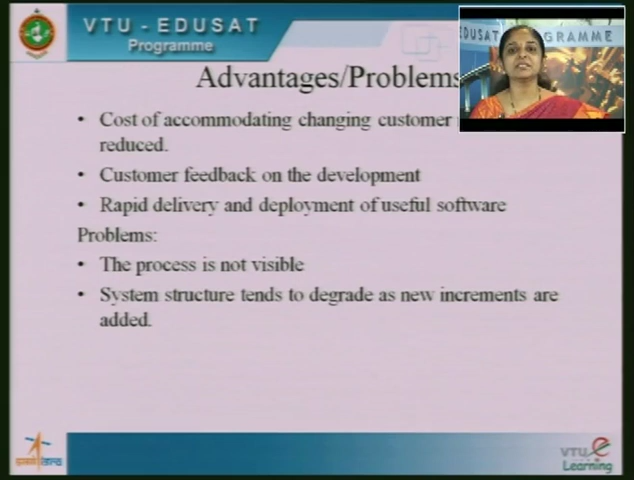 VTU - EDUSAT
Programme
EDUSAT PROGRAMME
Advantages/Problems
• Cost of accommodating changing customer
reduced.
• Customer feedback on the development
• Rapid delivery and deployment of useful software
Problems:
• The process is not visible
• System structure tends to degrade as new increments are
added.
VTU e
Learning